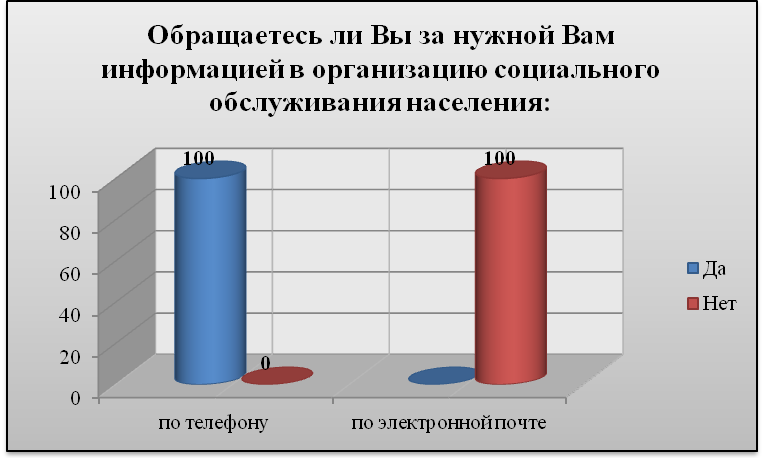 Обращаетесь ли Вы за нужной Вам
информацией в организацию социального
обслуживания населения:
100
100
100
80
60
40
20
0
0
по телефону
по электронной почте
Да
Нет